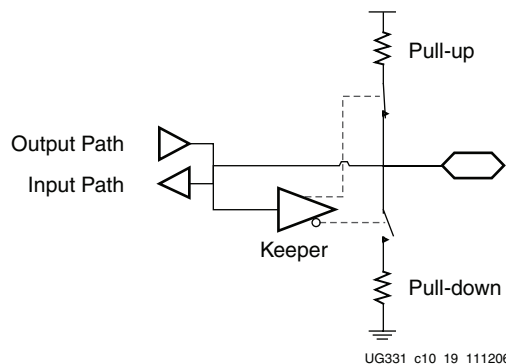 Pull-up
Output Path
Input Path
Keeper
Pull-down
UG331_c10_19_111206